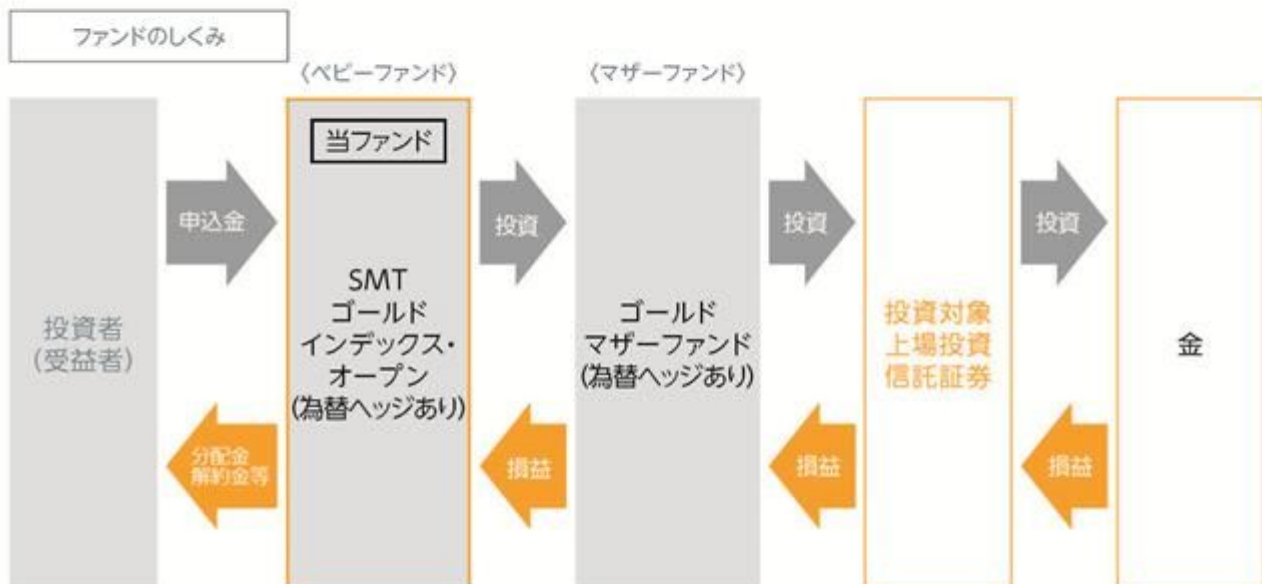 ファンドのしくみ
〈ベビーファンド〉
〈マザーファンド〉
当ファンド
申込金
投資
投資
投資
投資者
(受益者)
SMT
ゴールド
インデックス・
オープン
(為替ヘッジあり)
ゴールド
マザーファンド
(為替ヘッジあり)
投資対象
上場投資
信託証券
金
分配金
解約金等
損益
損益
損益